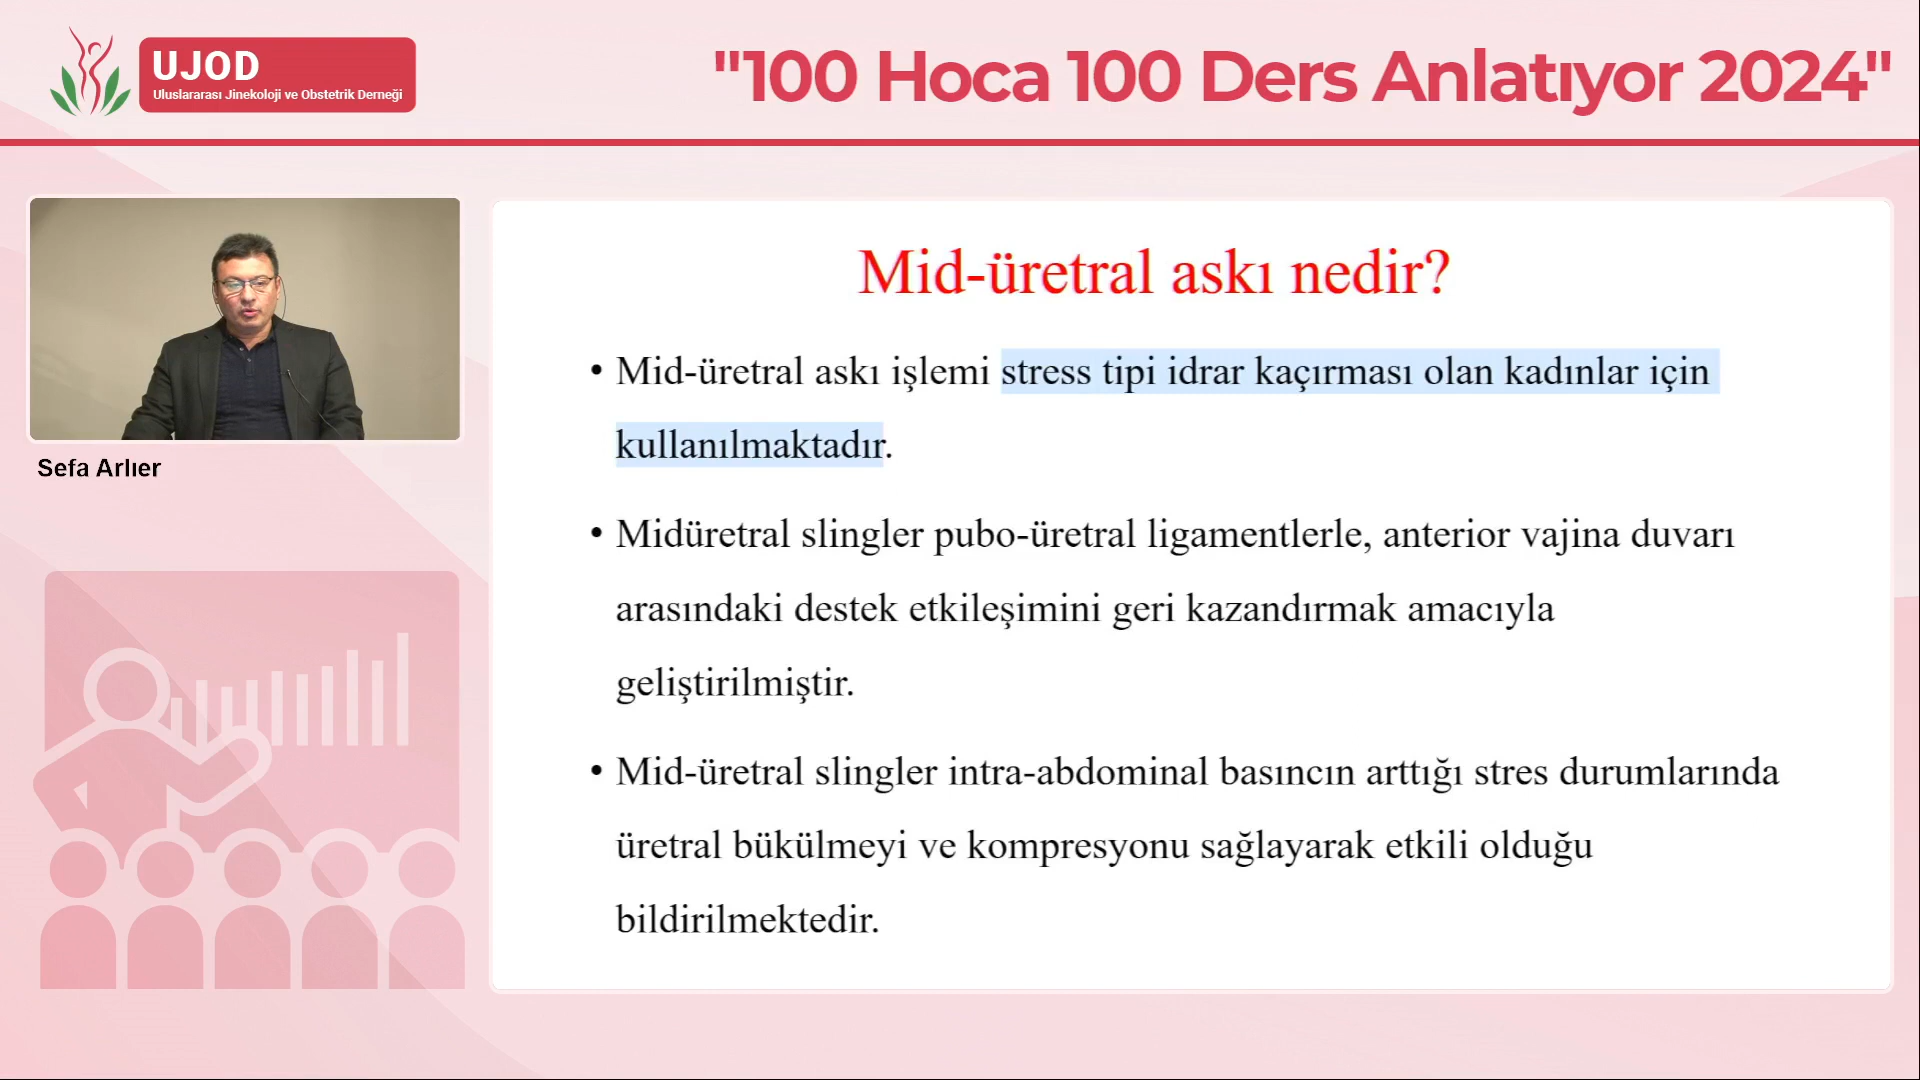 UJOD
Uluslararası Jinekoloji ve Obstetrik Derneği
"100 Hoca 100 Ders Anlatıyor 2024"
Sefa Arlıer
Mid-üretral askı nedir?
• Mid-üretral askı işlemi stress tipi idrar kaçırması olan kadınlar için
kullanılmaktadır.
• Midüretral slingler pubo-üretral ligamentlerle, anterior vajina duvarı
arasındaki destek etkileşimini geri kazandırmak amacıyla
geliştirilmiştir.
• Mid-üretral slingler intra-abdominal basıncın arttığı stres durumlarında
üretral bükülmeyi ve kompresyonu sağlayarak etkili olduğu
bildirilmektedir.